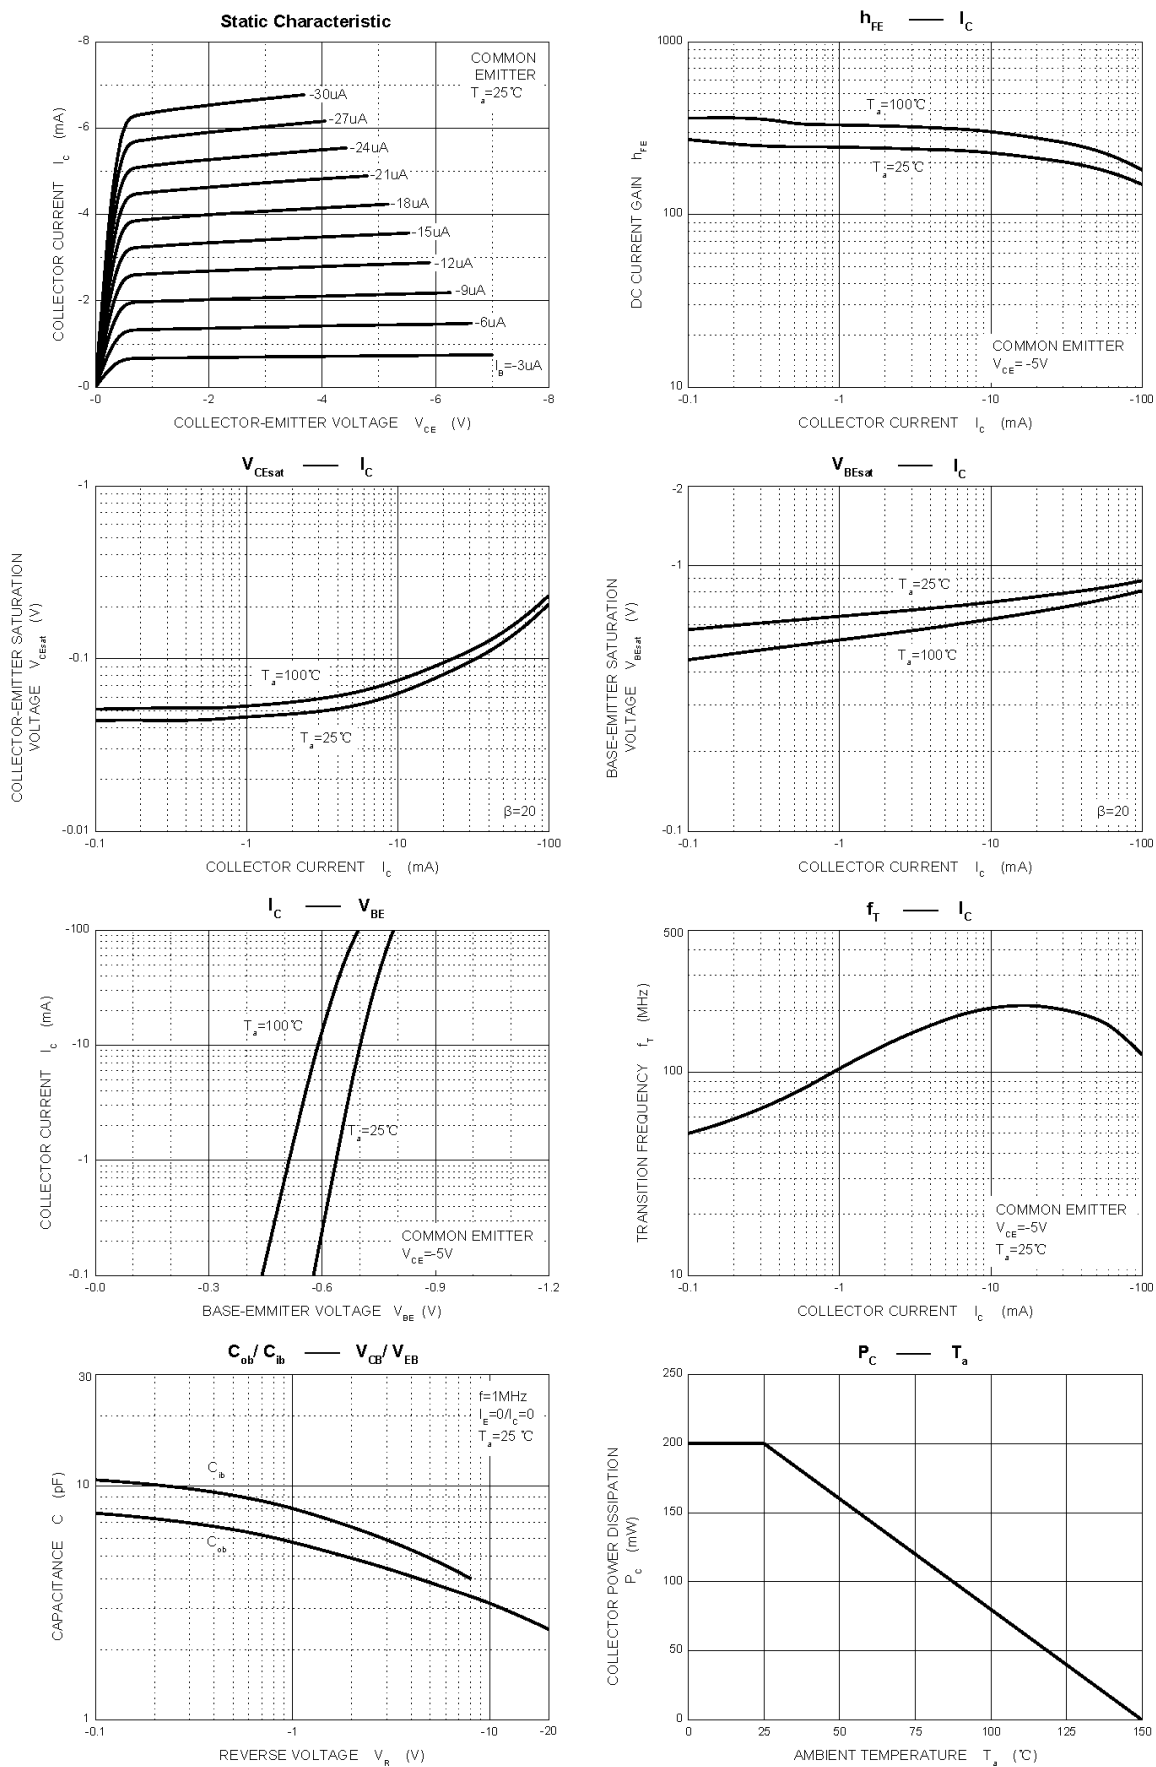 Static Characteristic
-8
-6
-4
-2
-0
COLLECTOR CURRENT I_C (mA)
COMMON
EMITTER
T_a=25℃
-30uA
-27uA
-24uA
-21uA
-18uA
-15uA
-12uA
-9uA
-6uA
I_B=-3uA
-0 -2 -4 -6 -8
COLLECTOR-EMITTER VOLTAGE V_CE (V)
h_FE —— I_C
1000
100
10
DC CURRENT GAIN h_FE
T_a=100℃
T_a=25℃
COMMON EMITTER
V_CE= -5V
-0.1 -1 -10 -100
COLLECTOR CURRENT I_C (mA)
V_CEsat —— I_C
-1
-0.1
-0.01
COLLECTOR-EMITTER SATURATION
VOLTAGE V_CEsat (V)
T_a=100℃
T_a=25℃
β=20
-0.1 -1 -10 -100
COLLECTOR CURRENT I_C (mA)
V_BEsat —— I_C
-2
-1
-0.1
BASE-EMITTER SATURATION
VOLTAGE V_BEsat (V)
T_a=25℃
T_a=100℃
β=20
-0.1 -1 -10 -100
COLLECTOR CURRENT I_C (mA)
I_C —— V_BE
-100
-10
-1
-0.1
COLLECTOR CURRENT I_C (mA)
T_a=100℃
T_a=25℃
COMMON EMITTER
V_CE=-5V
-0.0 -0.3 -0.6 -0.9 -1.2
BASE-EMMITER VOLTAGE V_BE (V)
f_T —— I_C
500
100
10
TRANSITION FREQUENCY f_T (MHz)
COMMON EMITTER
V_CE=-5V
T_a=25℃
-0.1 -1 -10 -100
COLLECTOR CURRENT I_C (mA)
C_ob/ C_ib —— V_CB/ V_EB
30
10
1
CAPACITANCE C (pF)
f=1MHz
I_E=0/I_C=0
T_a=25 ℃
C_ib
C_ob
-0.1 -1 -10 -20
REVERSE VOLTAGE V_R (V)
P_C —— T_a
250
200
150
100
50
0
COLLECTOR POWER DISSIPATION
P_C (mW)
0 25 50 75 100 125 150
AMBIENT TEMPERATURE T_a (℃)